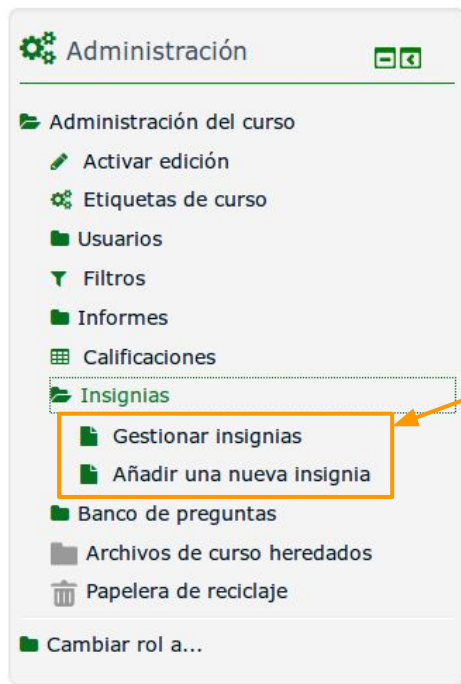 Administración
Administración del curso
Activar edición
Etiquetas de curso
Usuarios
Filtros
Informes
Calificaciones
Insignias
Gestionar insignias
Añadir una nueva insignia
Banco de preguntas
Archivos de curso heredados
Papelera de reciclaje
Cambiar rol a...